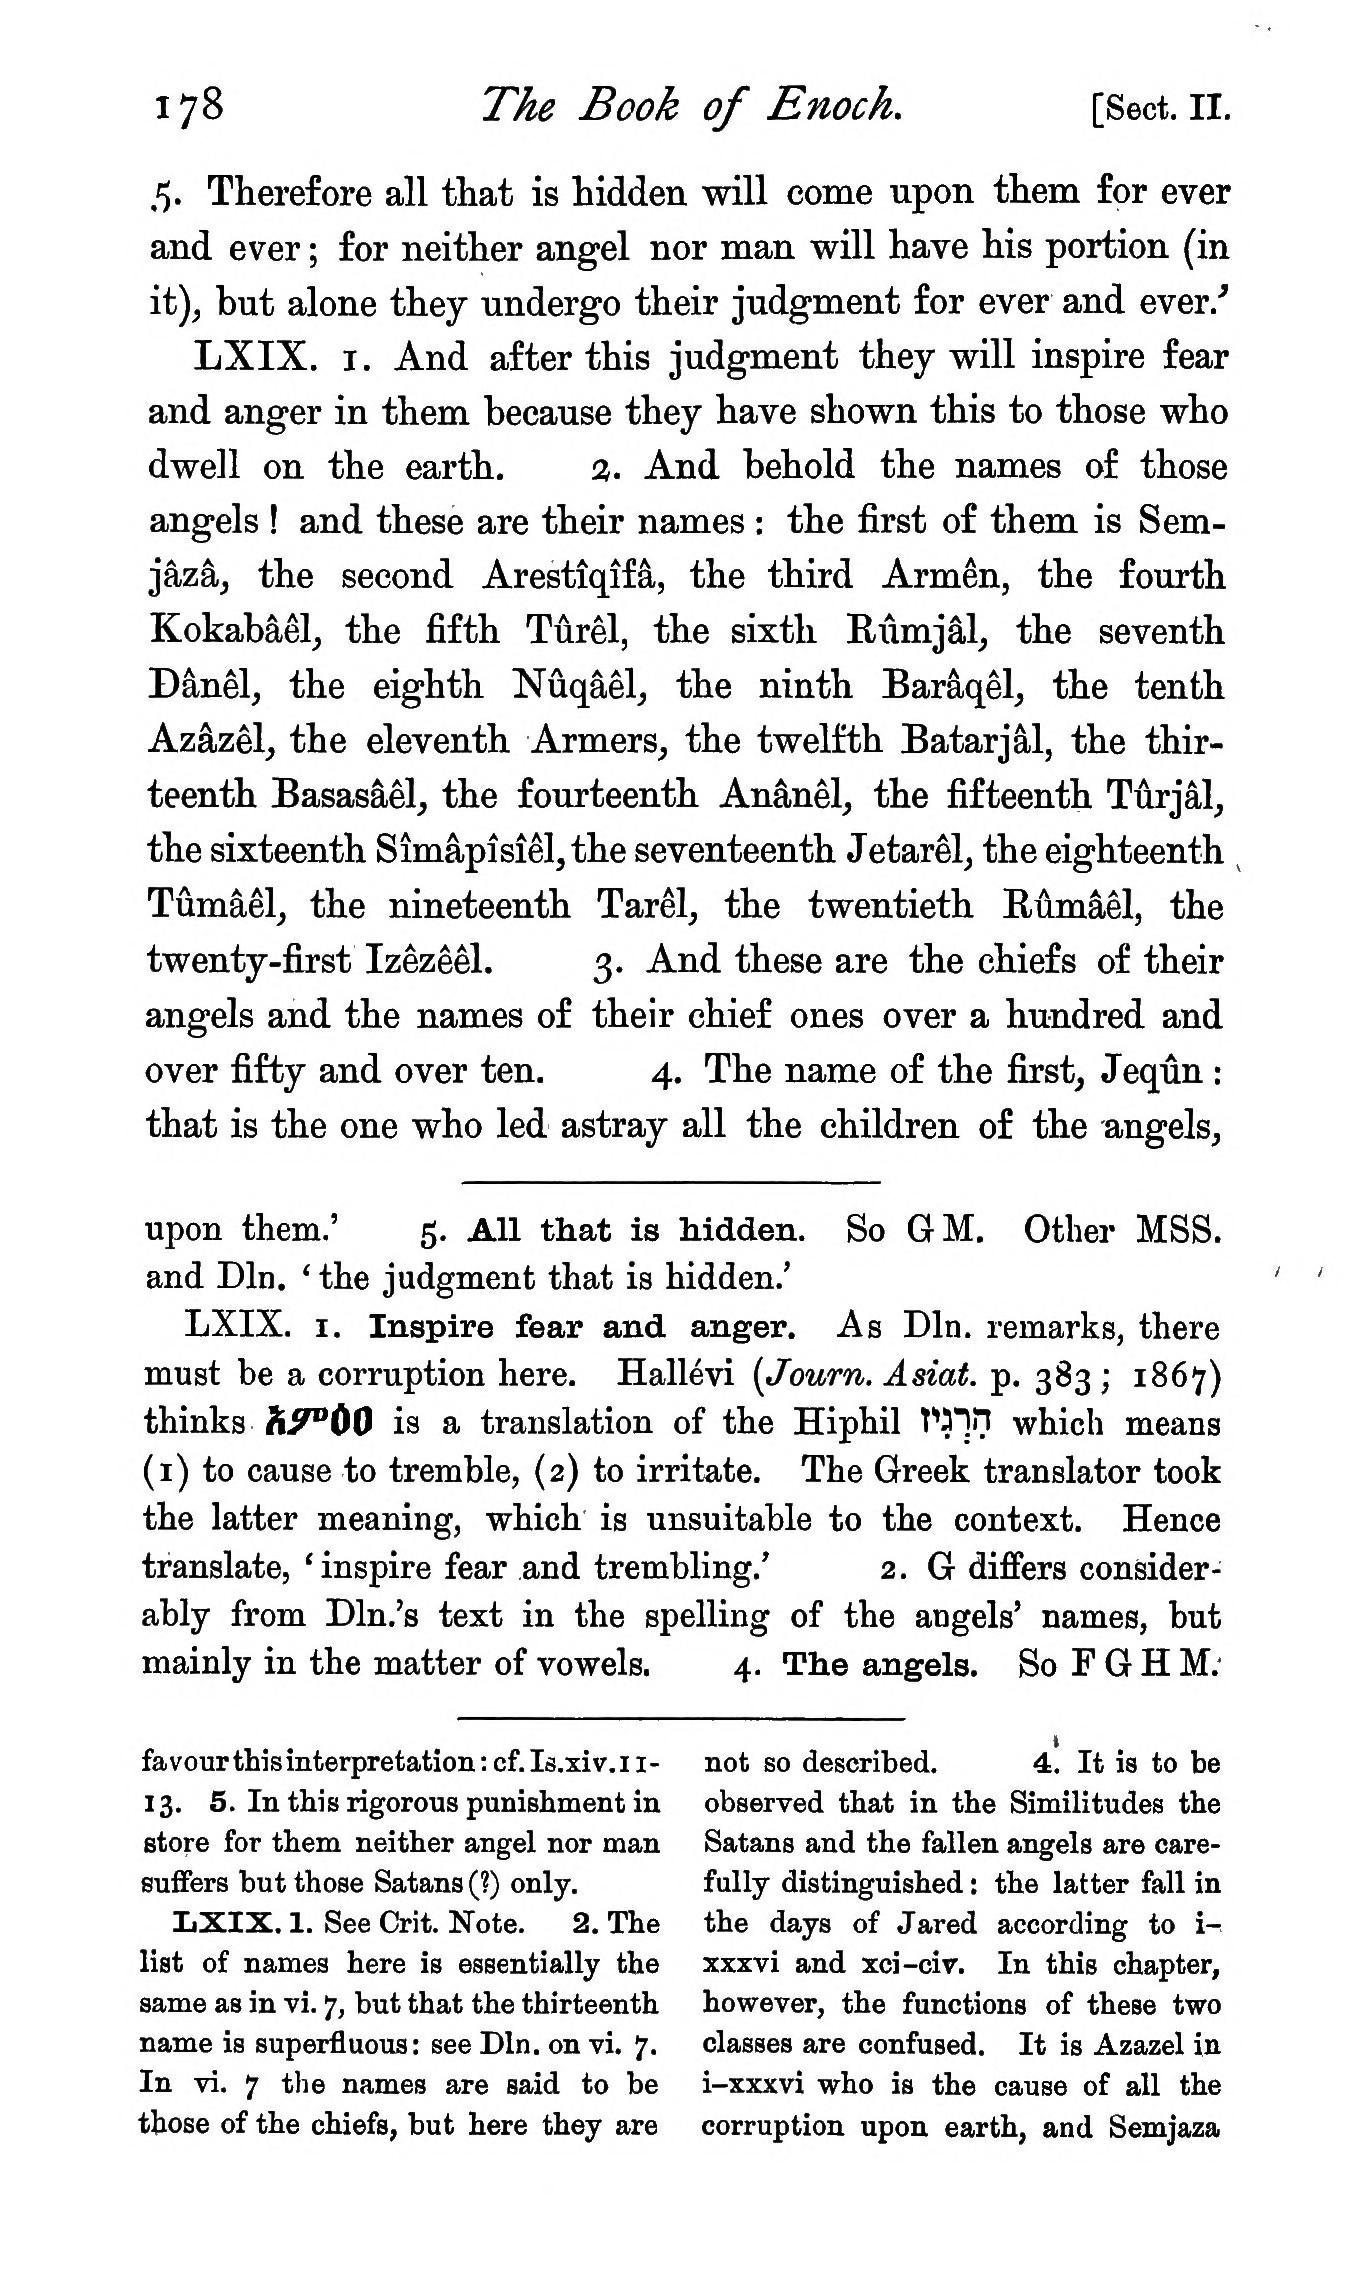 178 The Book of Enoch. [Sect. II.
5. Therefore all that is hidden will come upon them for ever
and ever; for neither angel nor man will have his portion (in
it), but alone they undergo their judgment for ever and ever.’
LXIX. 1. And after this judgment they will inspire fear
and anger in them because they have shown this to those who
dwell on the earth. 2. And behold the names of those
angels! and these are their names: the first of them is Sem-
jâzâ, the second Arestîqîfâ, the third Armên, the fourth
Kokabâêl, the fifth Tûrêl, the sixth Rûmjâl, the seventh
Dânêl, the eighth Nûqâêl, the ninth Barâqêl, the tenth
Azâzêl, the eleventh Armers, the twelfth Batarjâl, the thir-
teenth Basasâêl, the fourteenth Anânêl, the fifteenth Tûrjâl,
the sixteenth Sîmâpîsîêl, the seventeenth Jetarêl, the eighteenth
Tûmâêl, the nineteenth Tarêl, the twentieth Rûmâêl, the
twenty-first Izêzêêl. 3. And these are the chiefs of their
angels and the names of their chief ones over a hundred and
over fifty and over ten. 4. The name of the first, Jeqûn:
that is the one who led astray all the children of the angels,
upon them.’ 5. All that is hidden. So G M. Other MSS.
and Dln. ‘the judgment that is hidden.’
LXIX. 1. Inspire fear and anger. As Dln. remarks, there
must be a corruption here. Hallévi (Journ. Asiat. p. 383; 1867)
thinks አምዕዐ is a translation of the Hiphil הִרְגִּיז which means
(1) to cause to tremble, (2) to irritate. The Greek translator took
the latter meaning, which is unsuitable to the context. Hence
translate, ‘inspire fear and trembling.’ 2. G differs consider-
ably from Dln.’s text in the spelling of the angels’ names, but
mainly in the matter of vowels. 4. The angels. So F G H M.
favour this interpretation: cf. Is. xiv. 11-
13. 5. In this rigorous punishment in
store for them neither angel nor man
suffers but those Satans (?) only.
LXIX. 1. See Crit. Note. 2. The
list of names here is essentially the
same as in vi. 7, but that the thirteenth
name is superfluous: see Dln. on vi. 7.
In vi. 7 the names are said to be
those of the chiefs, but here they are
not so described. 4. It is to be
observed that in the Similitudes the
Satans and the fallen angels are care-
fully distinguished: the latter fall in
the days of Jared according to i–
xxxvi and xci–civ. In this chapter,
however, the functions of these two
classes are confused. It is Azazel in
i–xxxvi who is the cause of all the
corruption upon earth, and Semjaza